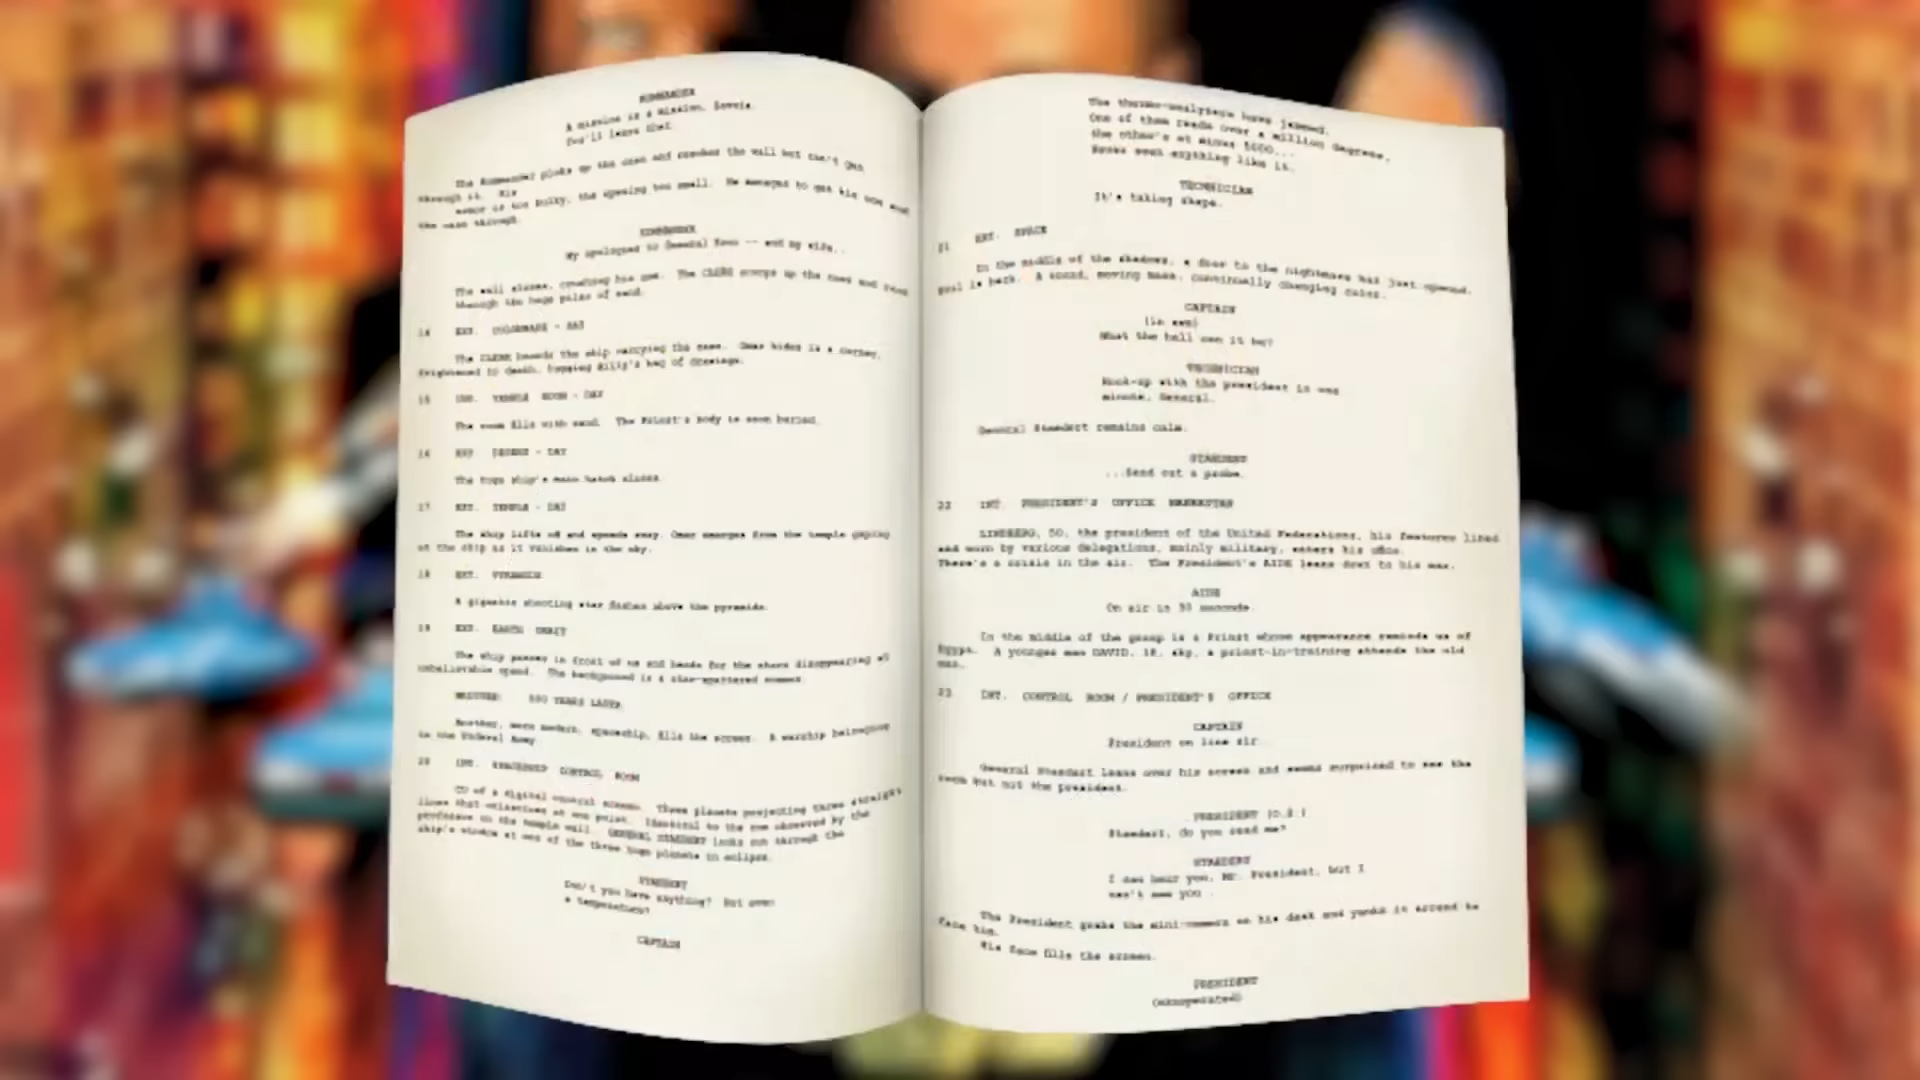 KOMMANDER
A mission is a mission, Novvie.
You'll learn that.
The Kommander picks up the case and reaches the wall but can't get
through it. His
armor is too bulky, the opening too small. He manages to get his arm and
the case through.
KOMMANDER
My apologies to General Kroo -- and my wife..
The wall closes, crushing his arm. The CLERK scoops up the case and runs
through the huge piles of sand.
14 EXT. COLONNADE - DAY
The CLERK boards the ship carrying the case. Omar hides in a corner,
frightened to death, hugging Billy's bag of drawings.
15 INT. TEMPLE ROOM - DAY
The room fills with sand. The Priest's body is soon buried.
16 EXT. DESERT - DAY
The tops ship's main hatch closes.
17 EXT. TEMPLE - DAY
The ship lifts off and speeds away. Omar emerges from the temple gaping
at the ship as it vanishes in the sky.
18 EXT. PYRAMIDS
A gigantic shooting star flashes above the pyramids.
19 EXT. EARTH ORBIT
The ship passes in front of us and heads for the stars disappearing at
unbelievable speed. The background is a star-spattered cosmos.
350 YEARS LATER
Another, more modern, spaceship, fills the screen. A warship belonging
to the Federal Army
20 INT. SPACESHIP CONTROL ROOM
CU of a digital control screen. Three planets projecting three straight
lines that intersect at one point. Identical to the one observed by the
professor on the temple wall. GENERAL STAEDERT looks out through the
ship's window at one of the three huge planets in eclipse.
STAEDERT
Don't you have anything? Not even
a temperature?
CAPTAIN
The thermo-analyzers have jammed.
One of them reads over a million degrees,
the other's at minus 5000...
Never seen anything like it.
TECHNICIAN
It's taking shape.
21 EXT. SPACE
In the middle of the shadows, a door to the nightmare has just opened.
Evil is back. A round, moving mass, continually changing color.
CAPTAIN
(in awe)
What the hell can it be?
TECHNICIAN
Hook-up with the president in one
minute, General.
General Staedert remains calm.
STAEDERT
...Send out a probe.
22 INT. PRESIDENT'S OFFICE MANHATTAN
LINDBERG, 50, the president of the United Federations, his features lined
and worn by various delegations, mainly military, enters his office.
There's a crisis in the air. The President's AIDE leans down to his ear.
AIDE
On air in 30 seconds.
In the middle of the group is a Priest whose appearance reminds us of
Egypt. A younger man DAVID, 18, shy, a priest-in-training attends the old
man.
23 INT. CONTROL ROOM / PRESIDENT'S OFFICE
CAPTAIN
President on line sir.
General Staedert leans over his screen and seems surprised to see the
room but not the president.
PRESIDENT (O.S.)
Staedert, do you read me?
STAEDERT
I can hear you, Mr. President, but I
can't see you .
The President grabs the mini-camera on his desk and yanks it around to
face him.
His face fills the screen.
PRESIDENT
(exasperated)